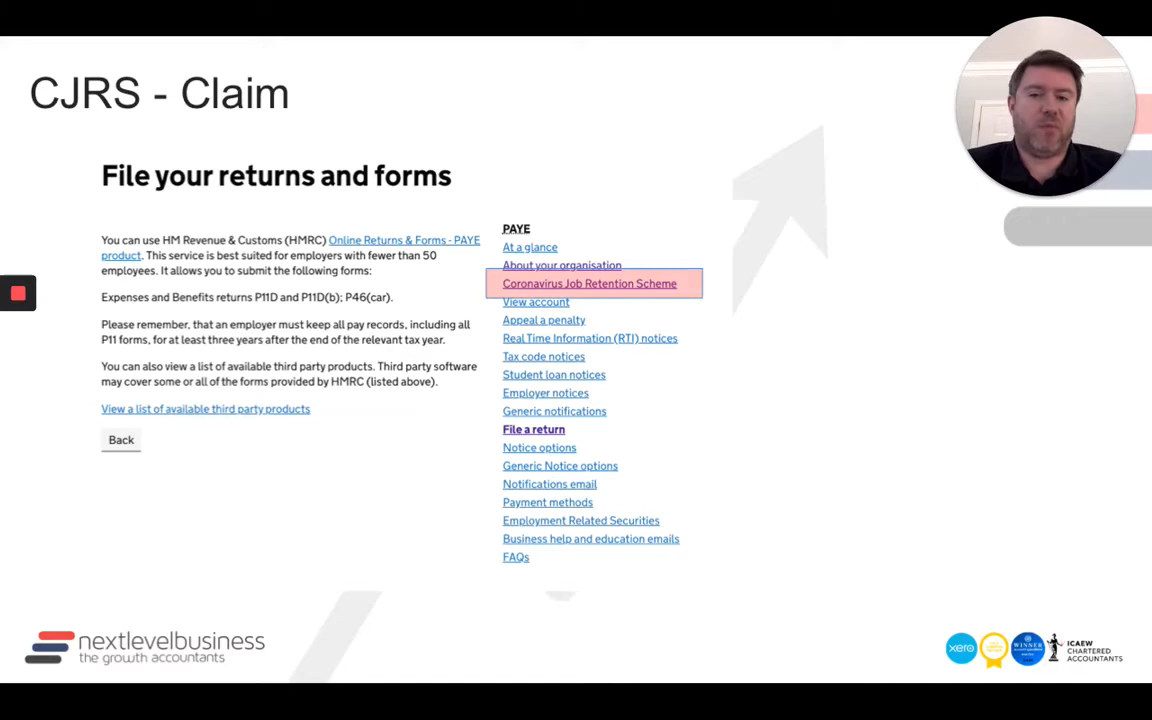 CJRS - Claim
File your returns and forms
You can use HM Revenue & Customs (HMRC) Online Returns & Forms - PAYE
product. This service is best suited for employers with fewer than 50
employees. It allows you to submit the following forms:
Expenses and Benefits returns P11D and P11D(b); P46(car).
Please remember, that an employer must keep all pay records, including all
P11 forms, for at least three years after the end of the relevant tax year.
You can also view a list of available third party products. Third party software
may cover some or all of the forms provided by HMRC (listed above).
View a list of available third party products
Back
PAYE
At a glance
About your organisation
Coronavirus Job Retention Scheme
View account
Appeal a penalty
Real Time Information (RTI) notices
Tax code notices
Student loan notices
Employer notices
Generic notifications
File a return
Notice options
Generic Notice options
Notifications email
Payment methods
Employment Related Securities
Business help and education emails
FAQs
nextlevelbusiness
the growth accountants
xero
WINNER
ICAEW
CHARTERED
ACCOUNTANTS